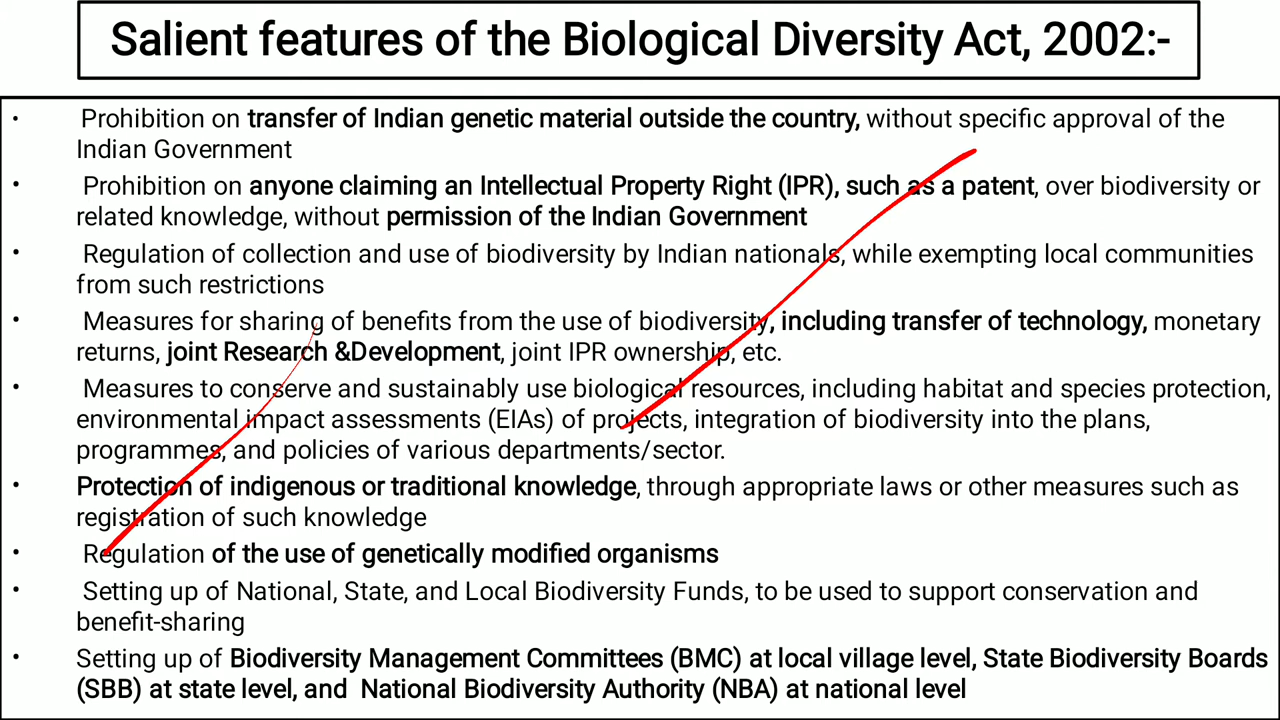 Salient features of the Biological Diversity Act, 2002:-
• Prohibition on transfer of Indian genetic material outside the country, without specific approval of the
Indian Government
• Prohibition on anyone claiming an Intellectual Property Right (IPR), such as a patent, over biodiversity or
related knowledge, without permission of the Indian Government
• Regulation of collection and use of biodiversity by Indian nationals, while exempting local communities
from such restrictions
• Measures for sharing of benefits from the use of biodiversity, including transfer of technology, monetary
returns, joint Research &Development, joint IPR ownership, etc.
• Measures to conserve and sustainably use biological resources, including habitat and species protection,
environmental impact assessments (EIAs) of projects, integration of biodiversity into the plans,
programmes, and policies of various departments/sector.
• Protection of indigenous or traditional knowledge, through appropriate laws or other measures such as
registration of such knowledge
• Regulation of the use of genetically modified organisms
• Setting up of National, State, and Local Biodiversity Funds, to be used to support conservation and
benefit-sharing
• Setting up of Biodiversity Management Committees (BMC) at local village level, State Biodiversity Boards
(SBB) at state level, and National Biodiversity Authority (NBA) at national level